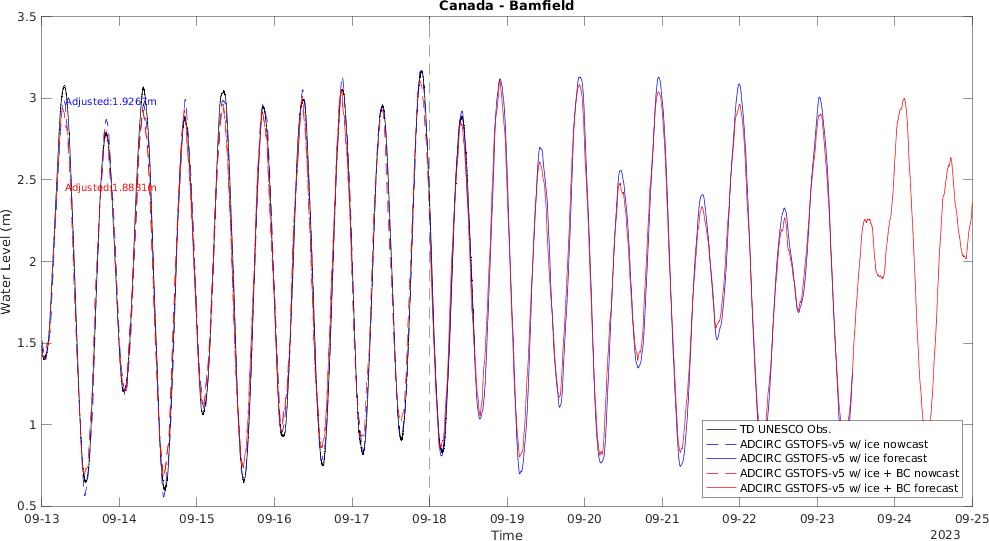 Canada - Bamfield
3.5
3
2.5
2
1.5
1
0.5
Water Level (m)
Adjusted:1.9267m
Adjusted:1.8831m
TD UNESCO Obs.
ADCIRC GSTOFS-v5 w/ ice nowcast
ADCIRC GSTOFS-v5 w/ ice forecast
ADCIRC GSTOFS-v5 w/ ice + BC nowcast
ADCIRC GSTOFS-v5 w/ ice + BC forecast
09-13 09-14 09-15 09-16 09-17 09-18 09-19 09-20 09-21 09-22 09-23 09-24 09-25
Time
2023